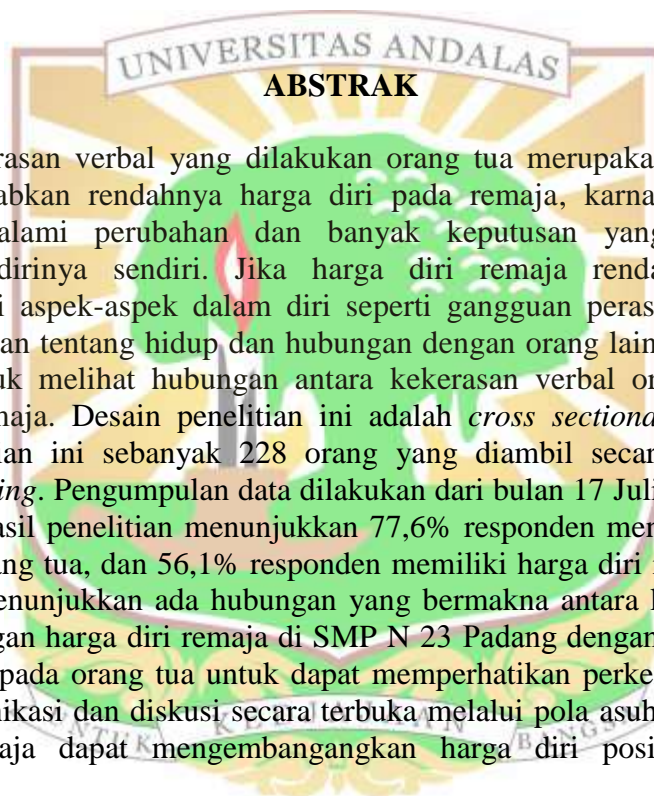 UNIVERSITAS ANDALAS
ABSTRAK
erasan verbal yang dilakukan orang tua merupaka
abkan rendahnya harga diri pada remaja, karna
alami perubahan dan banyak keputusan yang
dirinya sendiri. Jika harga diri remaja renda
i aspek-aspek dalam diri seperti gangguan peras
an tentang hidup dan hubungan dengan orang lain
uk melihat hubungan antara kekerasan verbal or
naja. Desain penelitian ini adalah cross sectiona
ian ini sebanyak 228 orang yang diambil secar
ing. Pengumpulan data dilakukan dari bulan 17 Juli
asil penelitian menunjukkan 77,6% responden men
ang tua, dan 56,1% responden memiliki harga diri
enunjukkan ada hubungan yang bermakna antara
gan harga diri remaja di SMP N 23 Padang dengan
pada orang tua untuk dapat memperhatikan perke
nikasi dan diskusi secara terbuka melalui pola asuh
aja dapat mengembangangkan harga diri posi